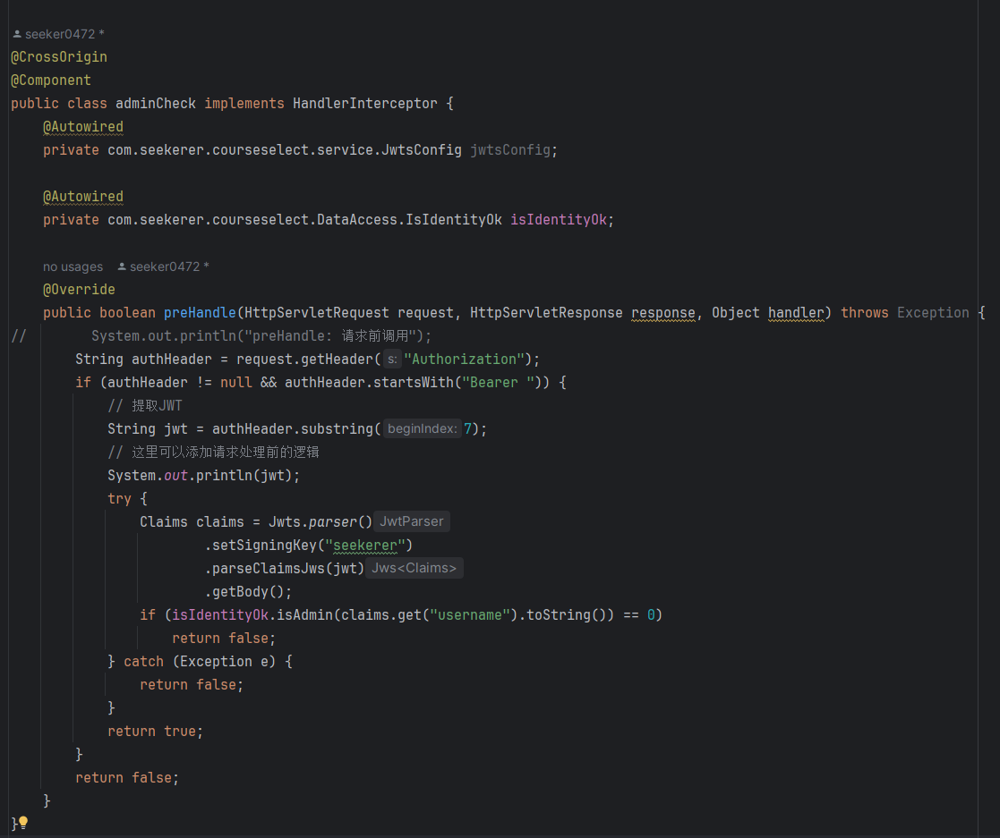 seeker0472 *
@CrossOrigin
@Component
public class adminCheck implements HandlerInterceptor {
    @Autowired
    private com.seekerer.courseselect.service.JwtsConfig jwtsConfig;

    @Autowired
    private com.seekerer.courseselect.DataAccess.IsIdentityOk isIdentityOk;

    no usages seeker0472 *
    @Override
    public boolean preHandle(HttpServletRequest request, HttpServletResponse response, Object handler) throws Exception {
//        System.out.println("preHandle: 请求前调用");
        String authHeader = request.getHeader( s: "Authorization");
        if (authHeader != null && authHeader.startsWith("Bearer ")) {
            // 提取JWT
            String jwt = authHeader.substring( beginIndex: 7);
            // 这里可以添加请求处理前的逻辑
            System.out.println(jwt);
            try {
                Claims claims = Jwts.parser() JwtParser
                        .setSigningKey("seekerer")
                        .parseClaimsJws(jwt) Jws<Claims>
                        .getBody();
                if (isIdentityOk.isAdmin(claims.get("username").toString()) == 0)
                    return false;
            } catch (Exception e) {
                return false;
            }
            return true;
        }
        return false;
    }
}